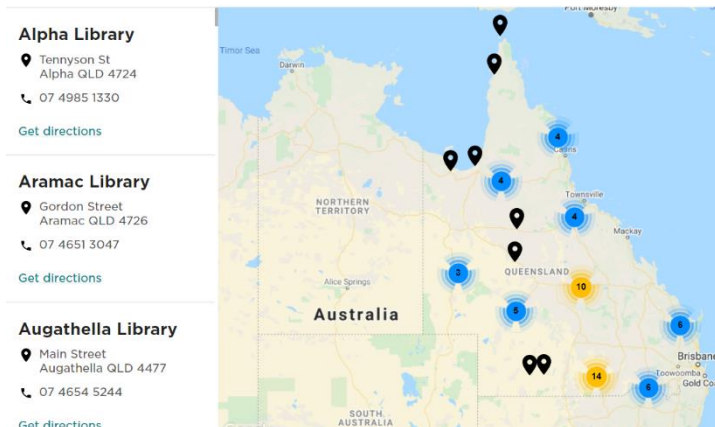 Alpha Library
Tennyson St
Alpha QLD 4724
07 4985 1330
Get directions
Aramac Library
Gordon Street
Aramac QLD 4726
07 4651 3047
Get directions
Augathella Library
Main Street
Augathella QLD 4477
07 4654 5244
Get directions
Port Moresby
Timor Sea
Darwin
4
Cairns
4
NORTHERN
TERRITORY
Townsville
4
Mackay
3
QUEENSLAND
Alice Springs
10
5
Australia
6
Brisbane
14
Toowoomba
6
Gold Co
SOUTH
AUSTRALIA